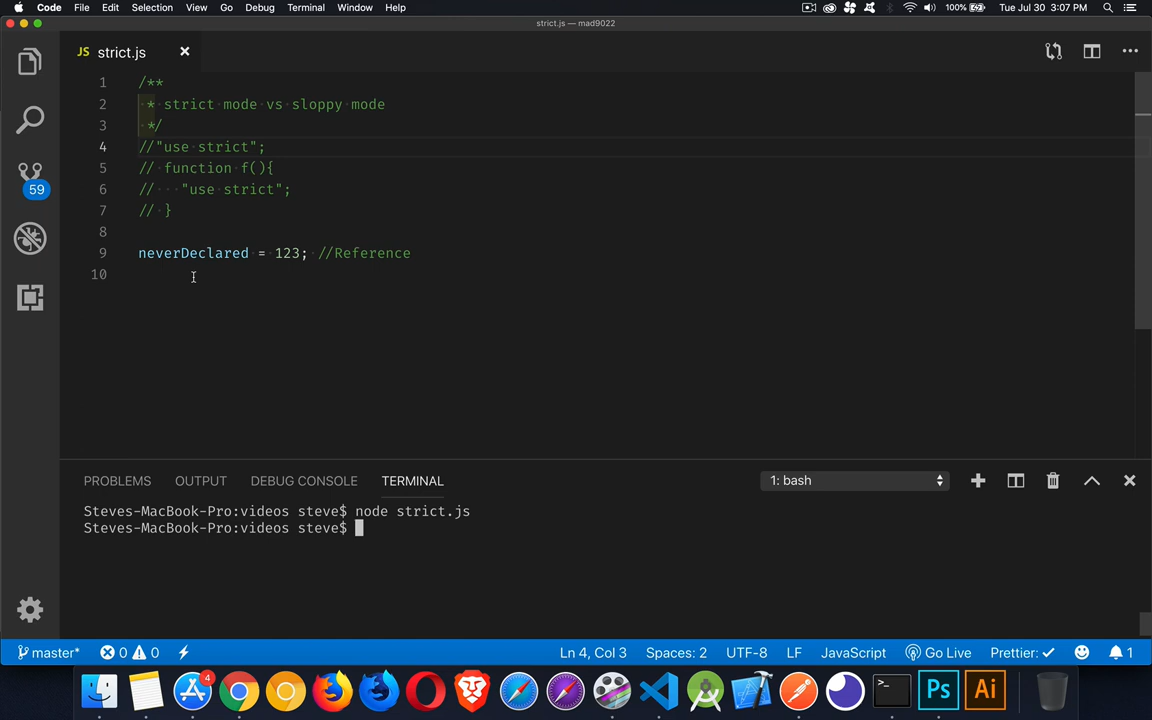 Code File Edit Selection View Go Debug Terminal Window Help 100% Tue Jul 30 3:07 PM
strict.js — mad9022
JS strict.js
1 /**
2 * strict mode vs sloppy mode
3 */
4 //"use strict";
5 // function f(){
6 // "use strict";
7 // }
8
9 neverDeclared = 123; //Reference
10
59
PROBLEMS OUTPUT DEBUG CONSOLE TERMINAL 1: bash
Steves-MacBook-Pro:videos steve$ node strict.js
Steves-MacBook-Pro:videos steve$
master* 0 0 Ln 4, Col 3 Spaces: 2 UTF-8 LF JavaScript Go Live Prettier: ✓ 1
4
>_
Ps
Ai